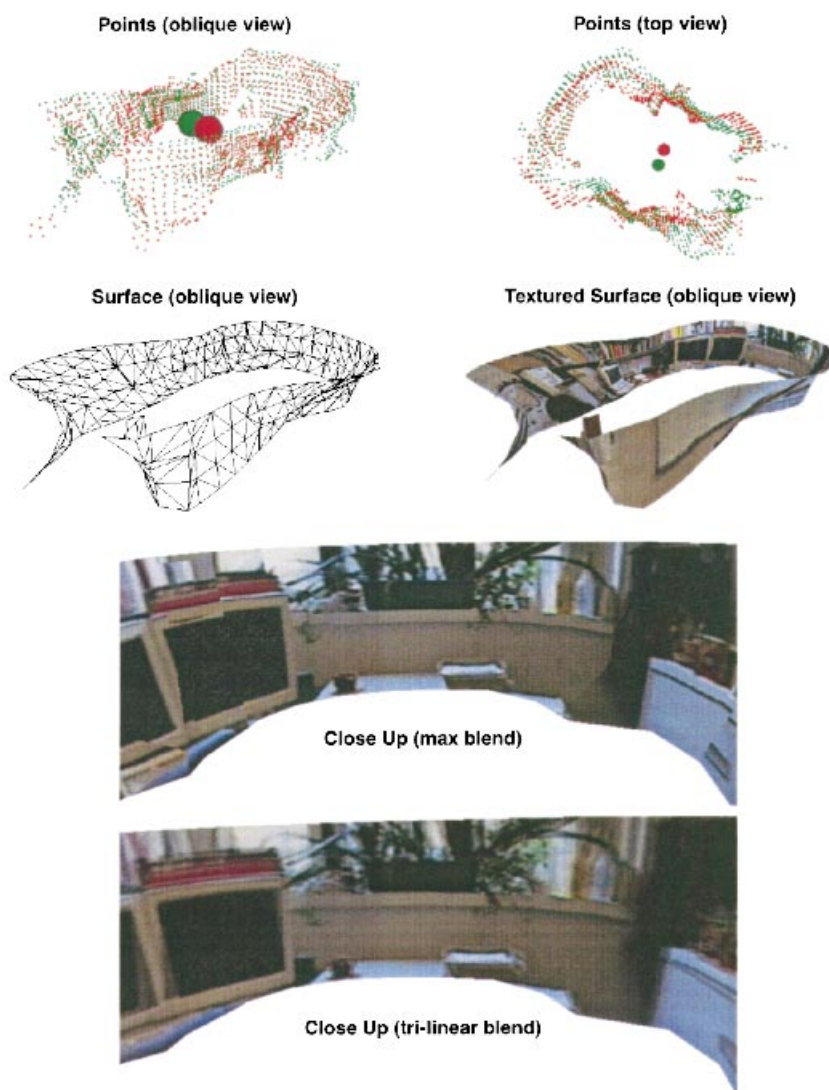 Points (oblique view)
Points (top view)
Surface (oblique view)
Textured Surface (oblique view)
Close Up (max blend)
Close Up (tri-linear blend)